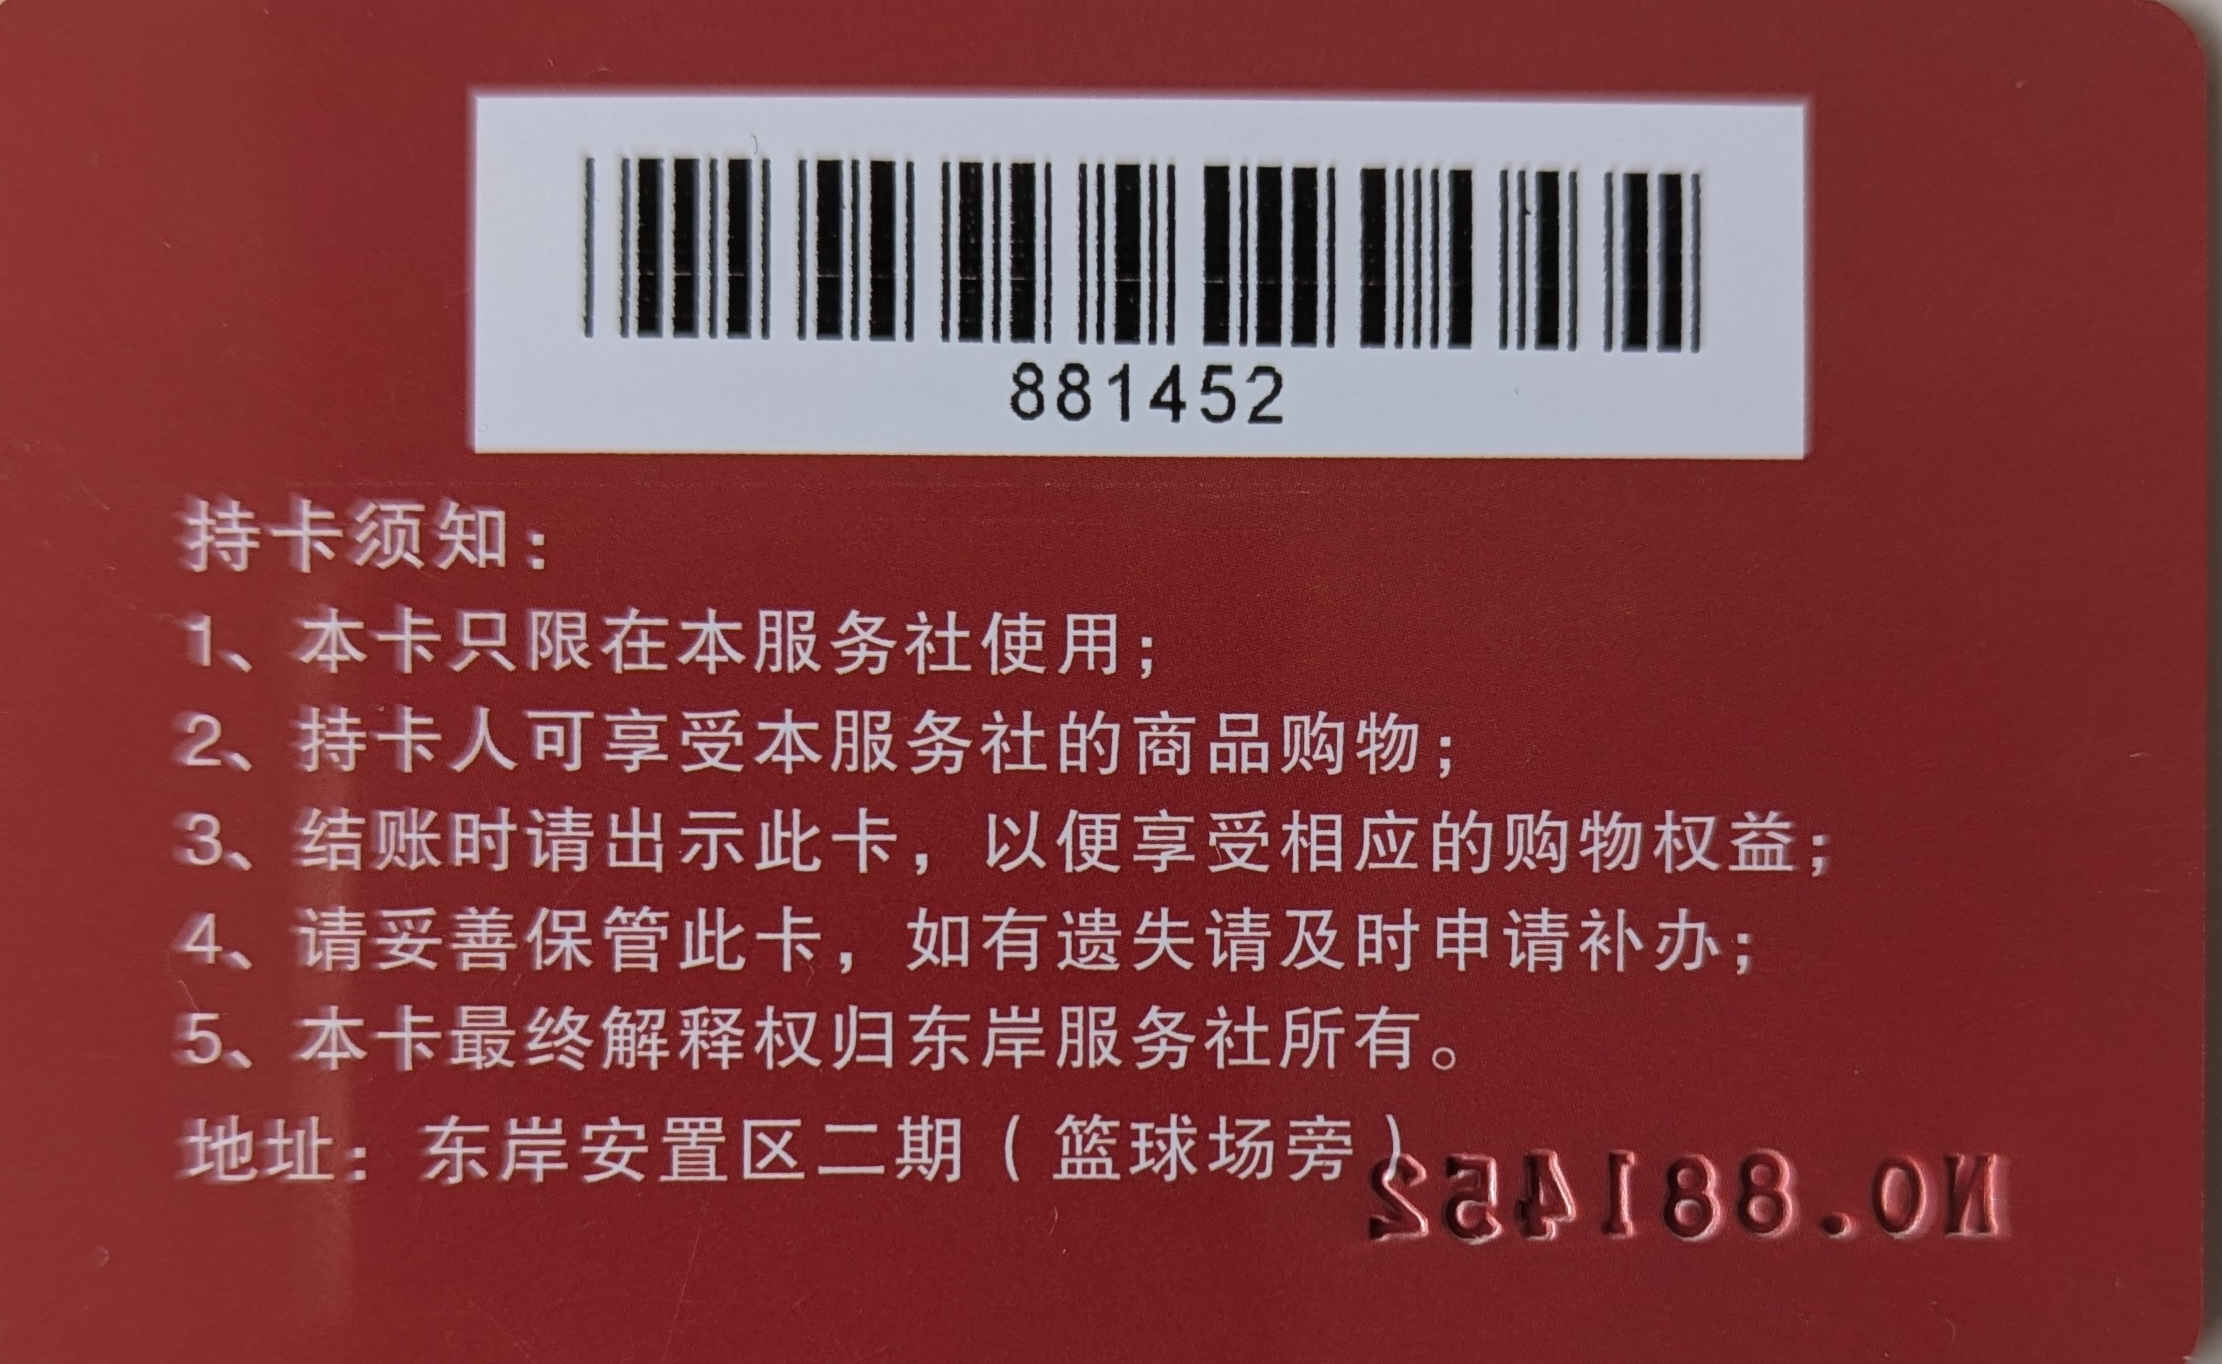 881452
持卡须知：
1、本卡只限在本服务社使用；
2、持卡人可享受本服务社的商品购物；
3、结账时请出示此卡，以便享受相应的购物权益；
4、请妥善保管此卡，如有遗失请及时申请补办；
5、本卡最终解释权归东岸服务社所有。
地址：东岸安置区二期（篮球场旁）
NO.881452